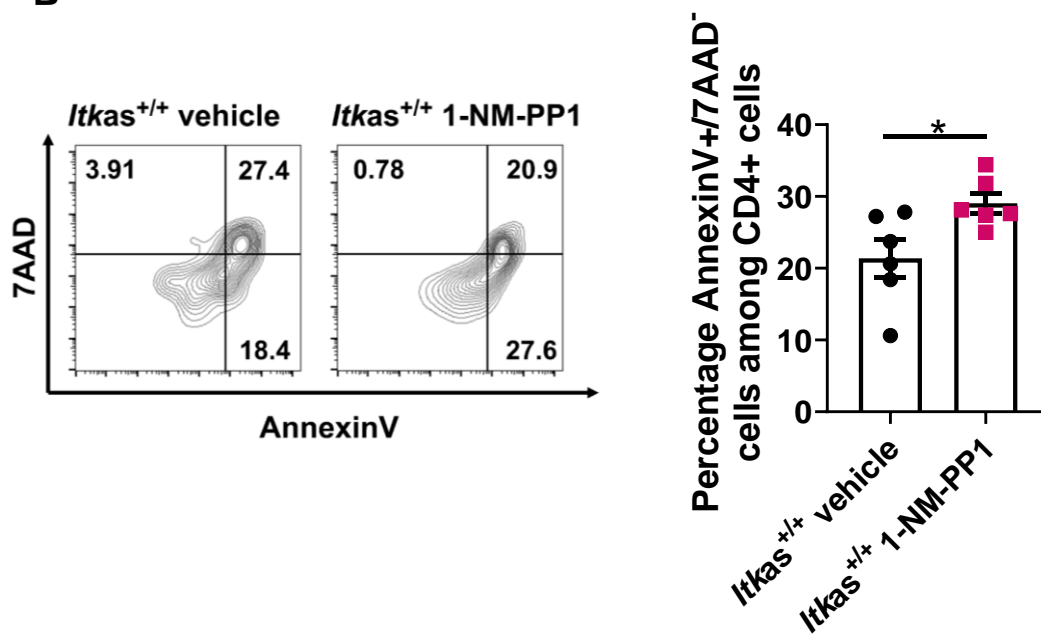 B
Itkas+/+ vehicle
Itkas+/+ 1-NM-PP1
3.91
27.4
18.4
0.78
20.9
27.6
7AAD
AnnexinV
Percentage AnnexinV+/7AAD-
cells among CD4+ cells
40
30
20
10
0
*
Itkas+/+ vehicle
Itkas+/+ 1-NM-PP1